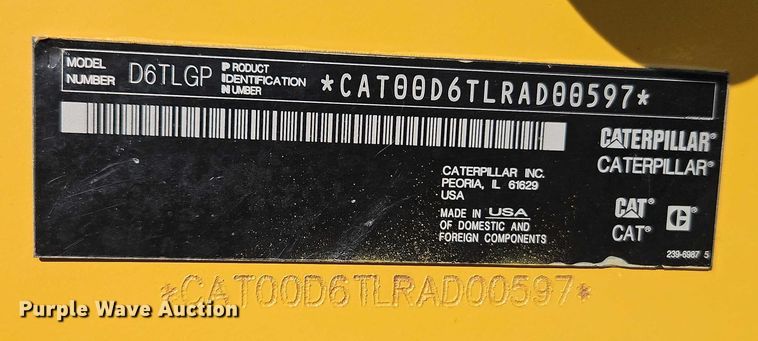 MODEL NUMBER D6TLGP PRODUCT IDENTIFICATION NUMBER *CAT00D6TLRAD00597*
CATERPILLAR®
CATERPILLAR®
CATERPILLAR INC.
PEORIA, IL 61629
USA
MADE IN USA
OF DOMESTIC AND
FOREIGN COMPONENTS
CAT® C®
CAT®
239-6987 5
*CAT00D6TLRAD00597*
Purple Wave Auction